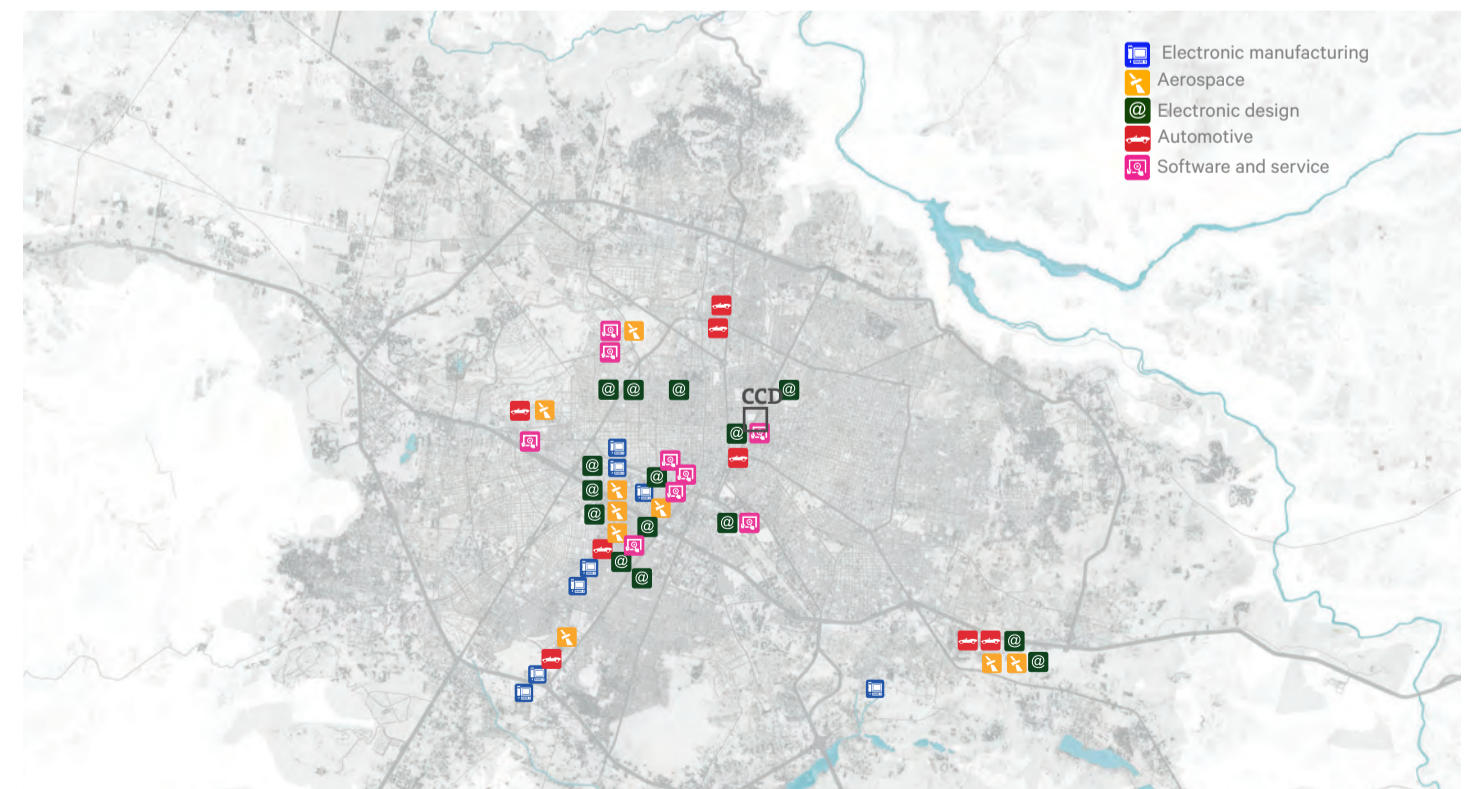 Electronic manufacturing
Aerospace
@ Electronic design
Automotive
Software and service
@ @ @ @
CCD
@
@
@
@
@
@ @
@
@
@
@
@